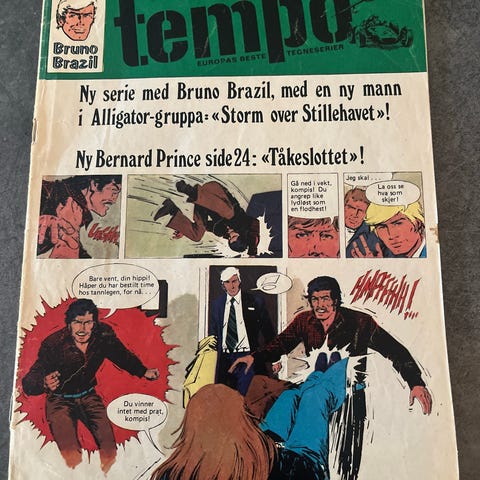 tempo
EUROPAS BESTE
TEGNESERIER
Bruno
Brazil
Ny serie med Bruno Brazil, med en ny mann
i Alligator-gruppa: «Storm over Stillehavet»!
Ny Bernard Prince side 24: «Tåkeslottet»!
Gå ned i vekt,
kompis! Du
angrep like
lydløst som
en flodhest!
Jeg skal . . .
La oss se
hva som
skjer!
Bare vent, din hippi!
Håper du har bestilt time
hos tannlegen, for nå. . .
. . .
Du vinner
intet med prat,
kompis!